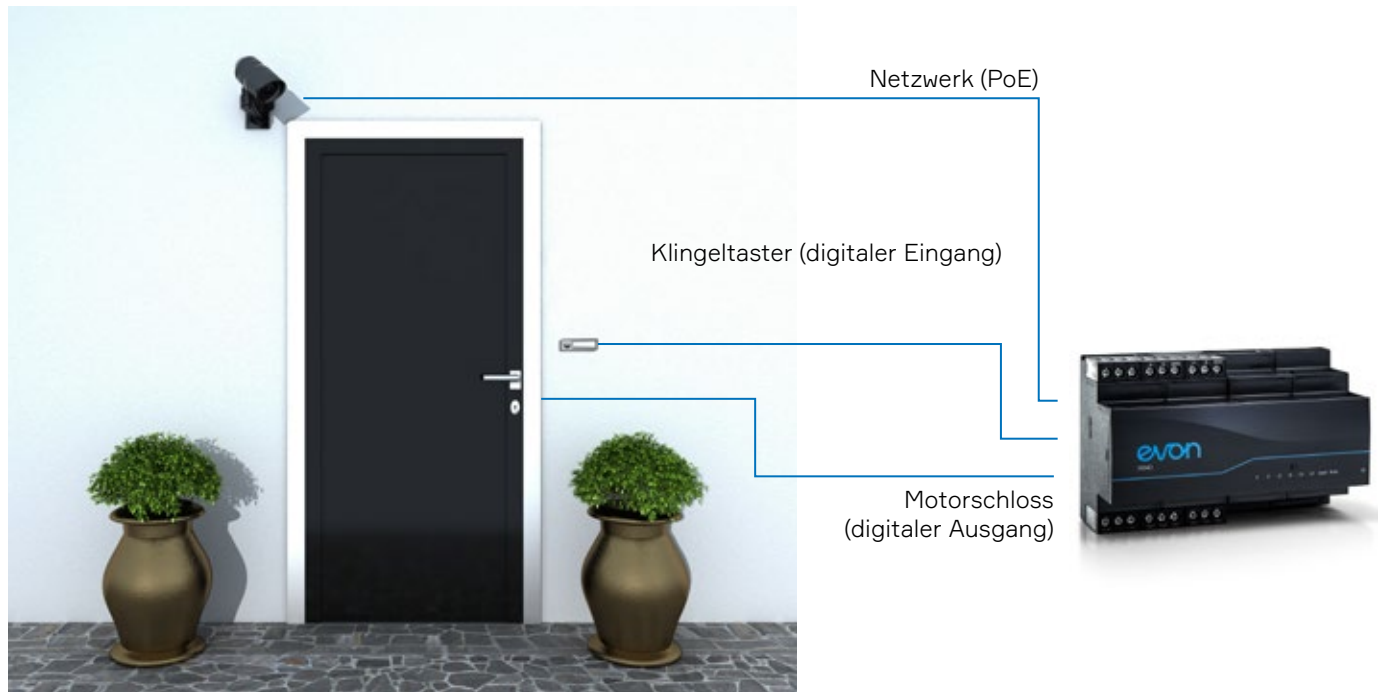 Netzwerk (PoE)
Klingeltaster (digitaler Eingang)
evon
Motorschloss
(digitaler Ausgang)